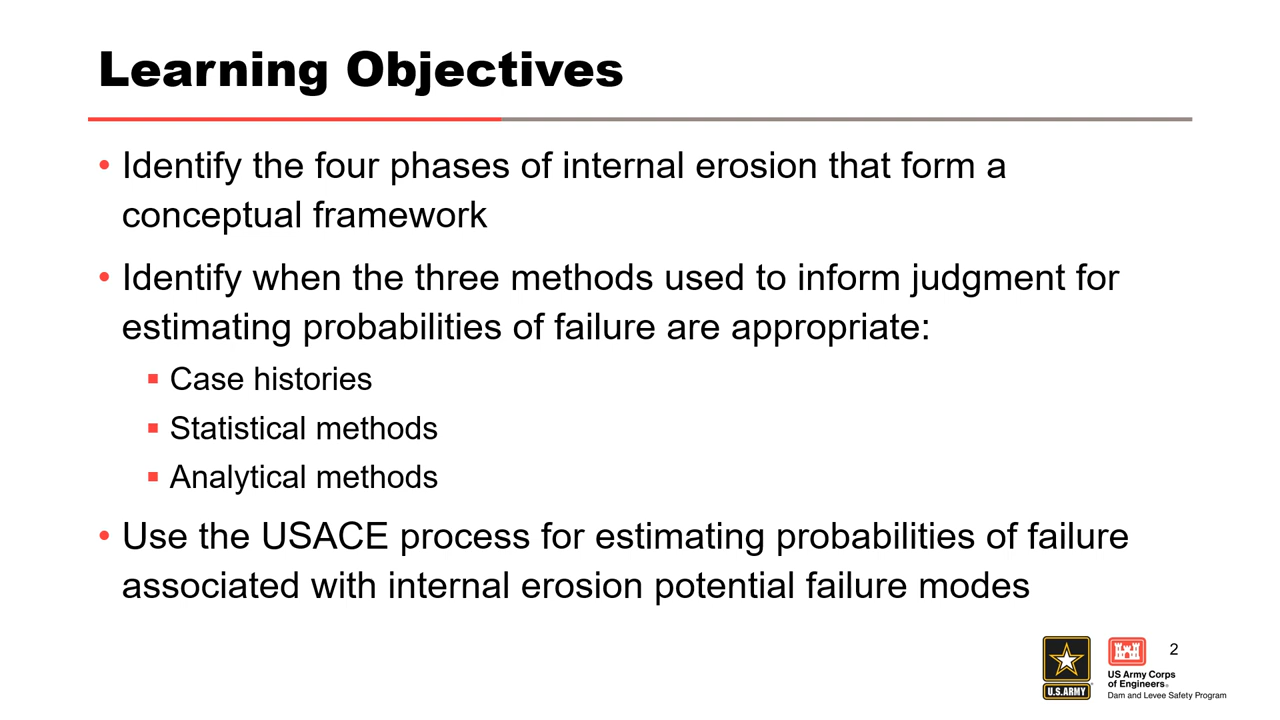 Learning Objectives
• Identify the four phases of internal erosion that form a
conceptual framework
• Identify when the three methods used to inform judgment for
estimating probabilities of failure are appropriate:
▪ Case histories
▪ Statistical methods
▪ Analytical methods
• Use the USACE process for estimating probabilities of failure
associated with internal erosion potential failure modes
U.S.ARMY
US Army Corps
of Engineers®
Dam and Levee Safety Program
2